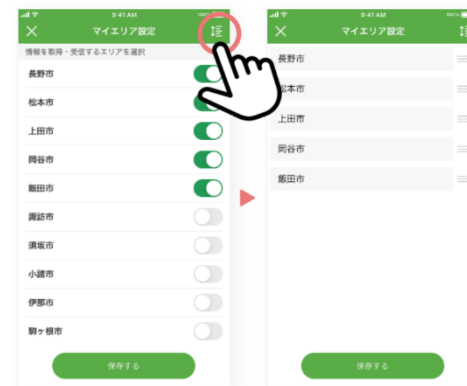 9:41 AM
100%
マイエリア設定
情報を取得・受信するエリアを選択
長野市
松本市
上田市
岡谷市
飯田市
諏訪市
須坂市
小諸市
伊那市
駒ヶ根市
保存する
9:41 AM
100%
マイエリア設定
長野市
松本市
上田市
岡谷市
飯田市
保存する